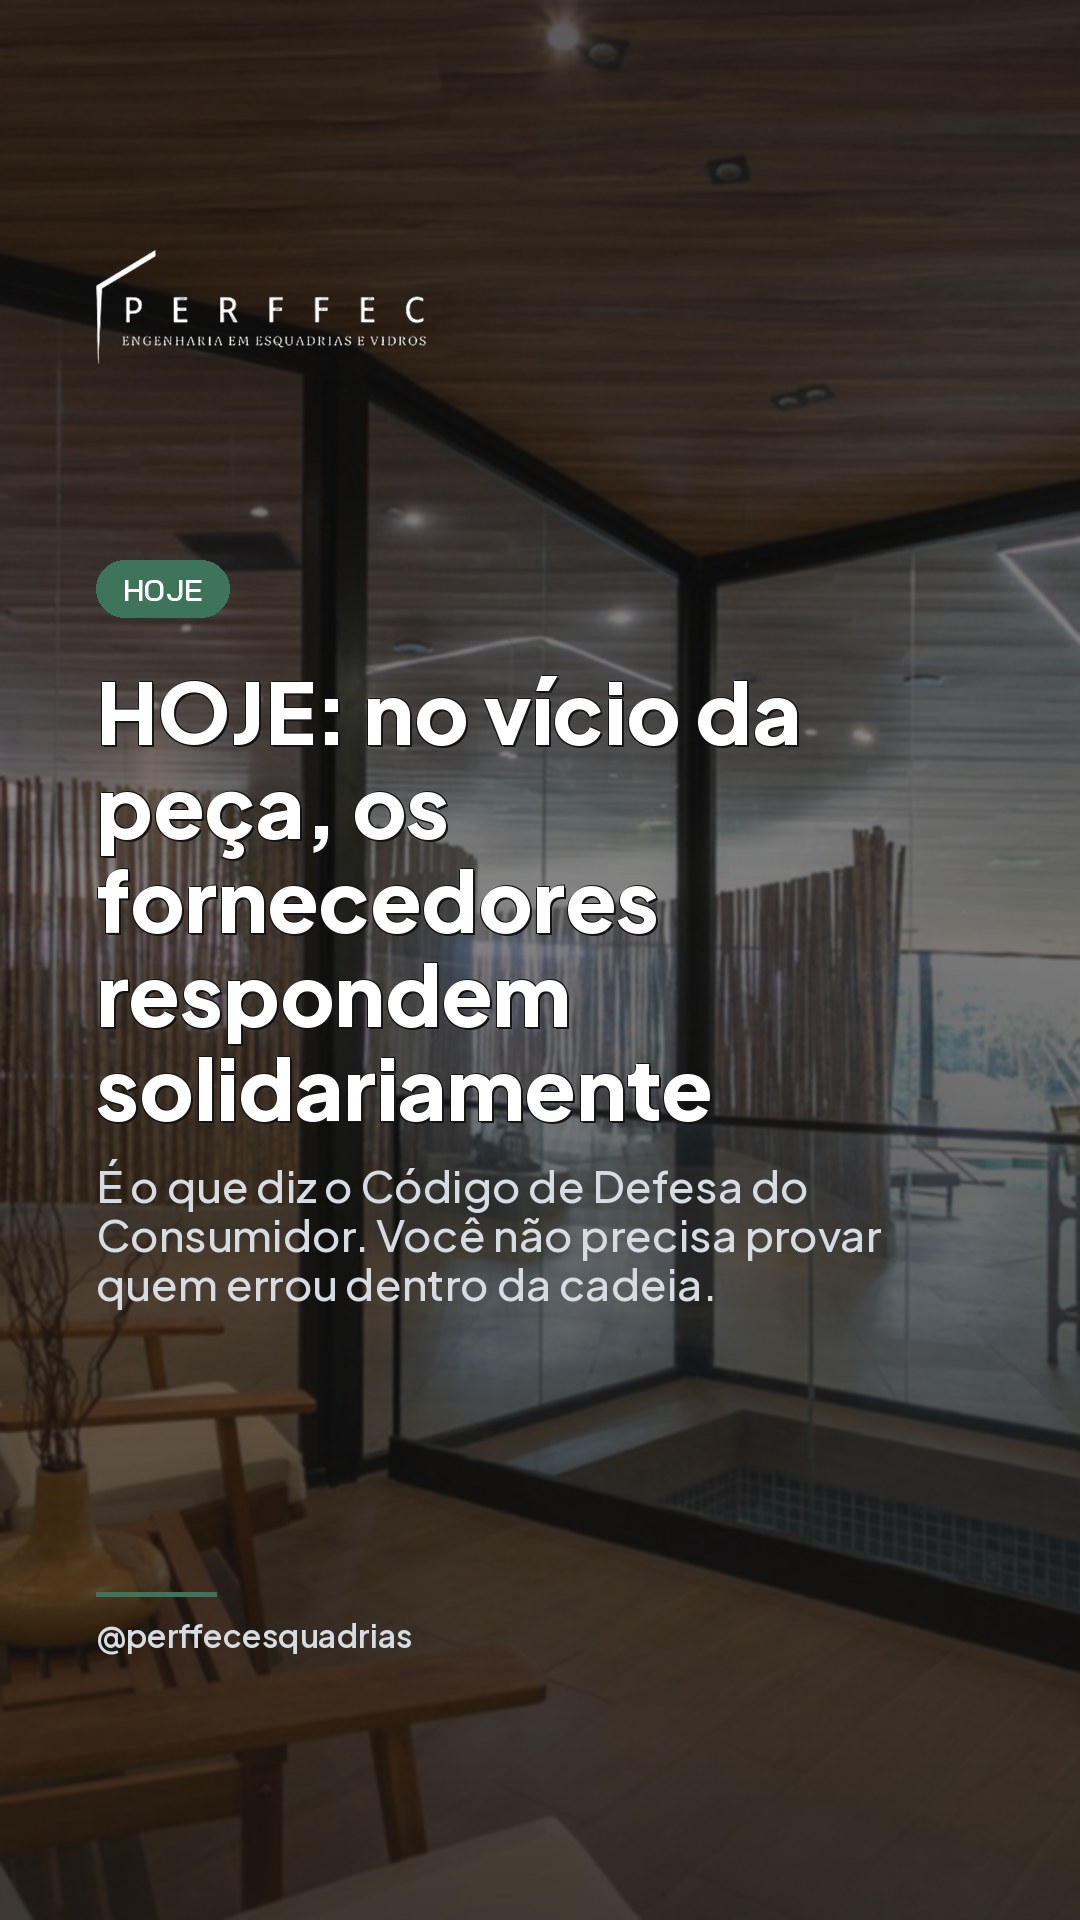 PERFFEC
ENGENHARIA EM ESQUADRIAS E VIDROS
HOJE
HOJE: no vício da
peça, os
fornecedores
respondem
solidariamente
É o que diz o Código de Defesa do
Consumidor. Você não precisa provar
quem errou dentro da cadeia.
@perffecesquadrias